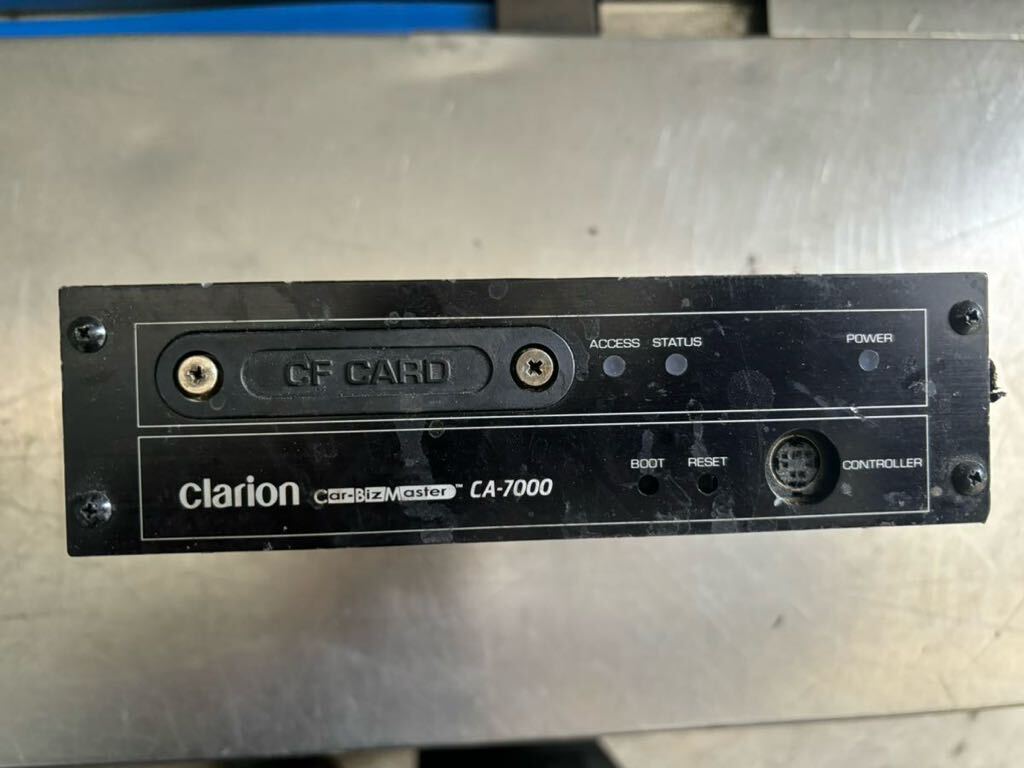 CF CARD
ACCESS STATUS
POWER
BOOT RESET
CONTROLLER
clarion Car-BizMaster™ CA-7000